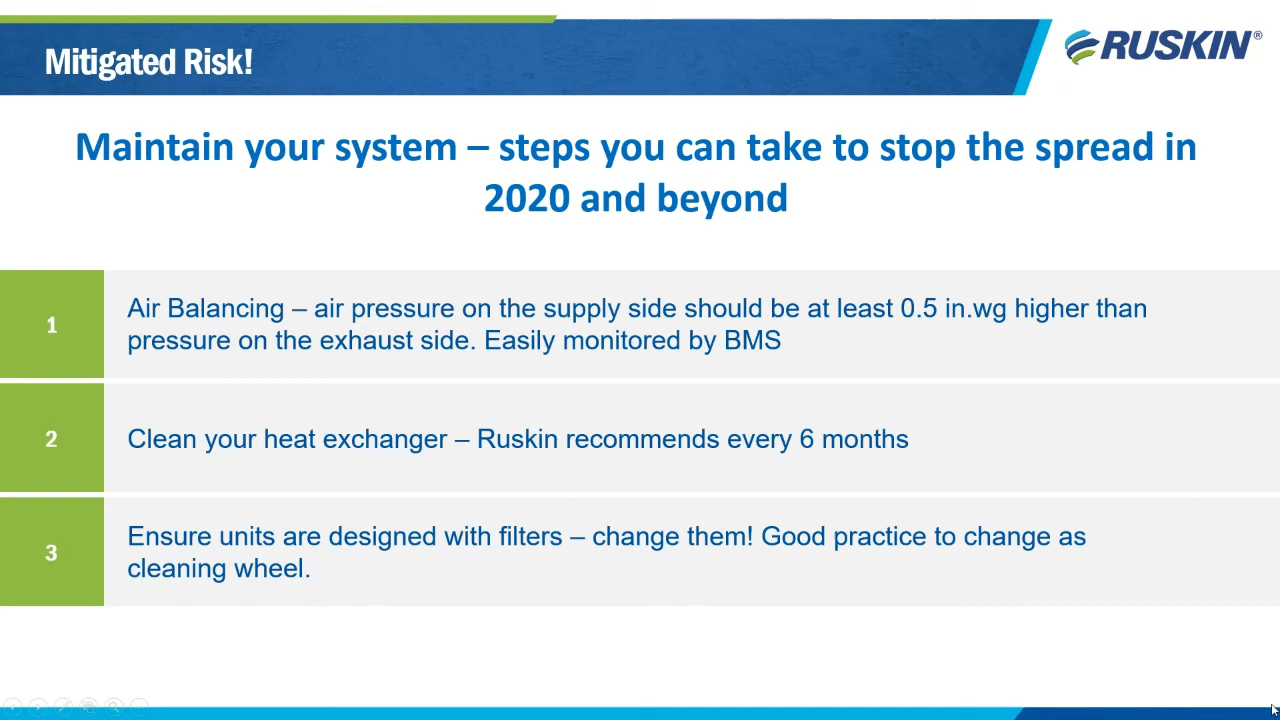 Mitigated Risk!
RUSKIN®
Maintain your system – steps you can take to stop the spread in
2020 and beyond
1
Air Balancing – air pressure on the supply side should be at least 0.5 in.wg higher than
pressure on the exhaust side. Easily monitored by BMS
2
Clean your heat exchanger – Ruskin recommends every 6 months
3
Ensure units are designed with filters – change them! Good practice to change as
cleaning wheel.